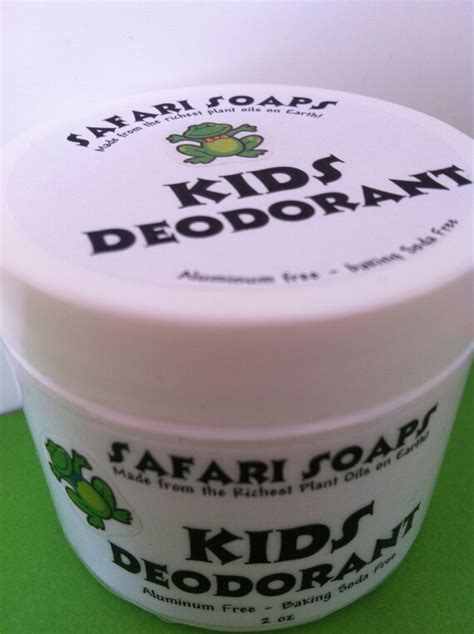 SAFARI SOAPS
Made from the richest plant oils on Earth!
KIDS
DEODORANT
Aluminum free - Baking Soda Free
SAFARI SOAPS
Made from the Richest Plant Oils on Earth!
KIDS
DEODORANT
Aluminum Free - Baking Soda Free
2 oz